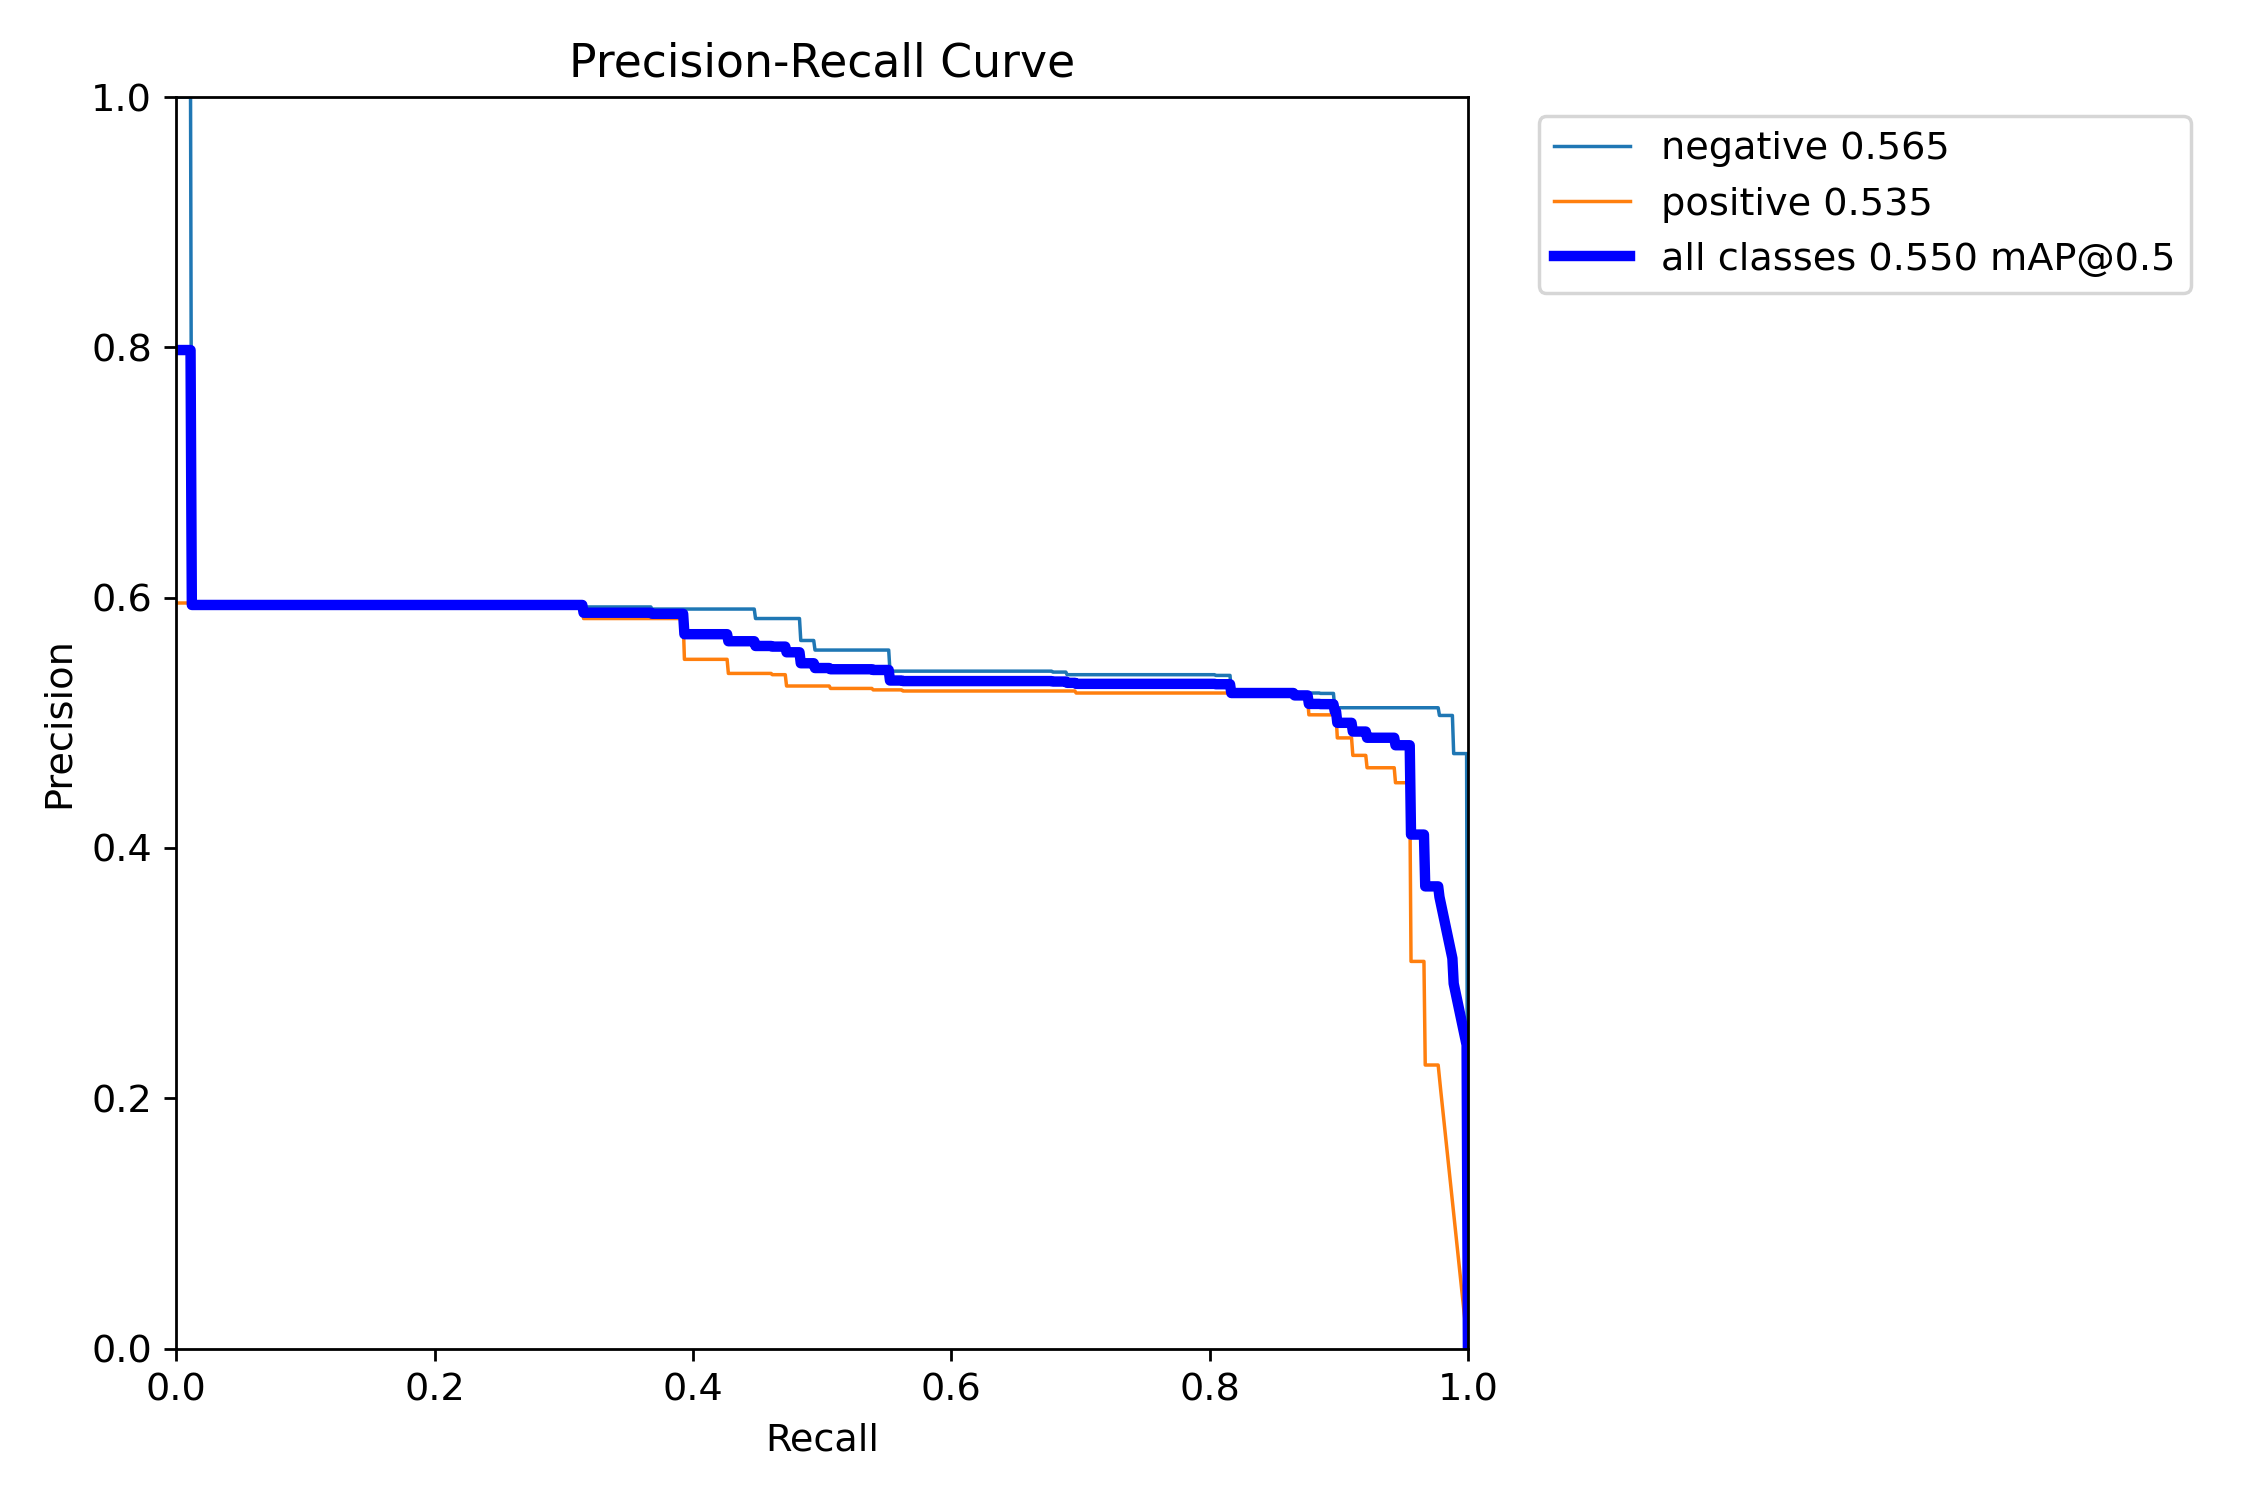 Precision-Recall Curve
1.0
0.8
0.6
0.4
0.2
0.0
Precision
0.0 0.2 0.4 0.6 0.8 1.0
Recall
negative 0.565
positive 0.535
all classes 0.550 mAP@0.5